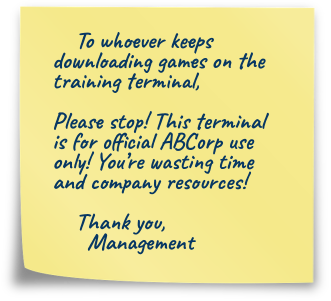 To whoever keeps
downloading games on the
training terminal,
Please stop! This terminal
is for official ABCorp use
only! You're wasting time
and company resources!
Thank you,
Management